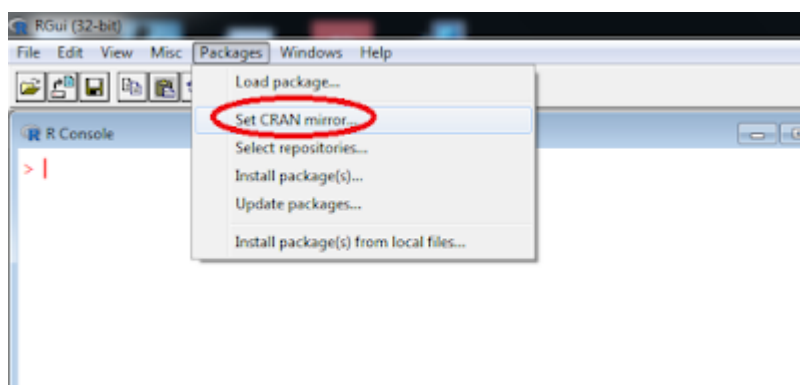 RGui (32-bit)
File Edit View Misc Packages Windows Help
Load package...
Set CRAN mirror...
Select repositories...
Install package(s)...
Update packages...
Install package(s) from local files...
R Console
>